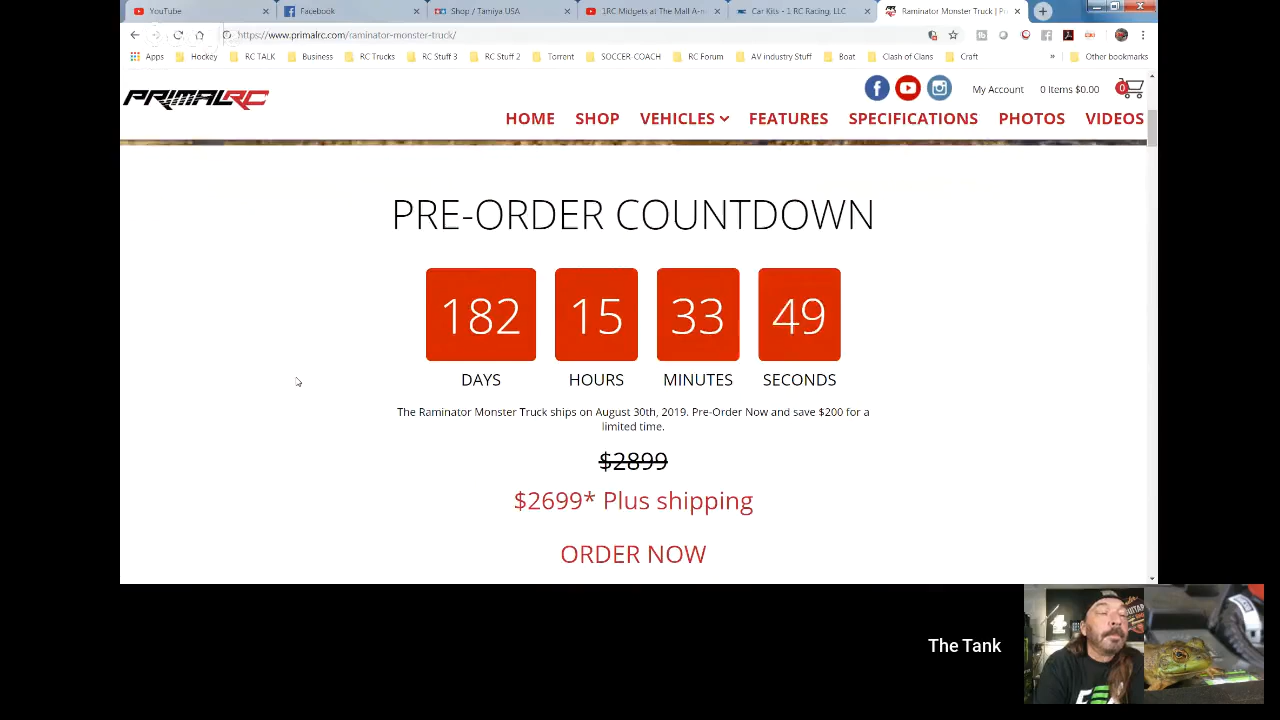 YouTube
Facebook
Shop / Tamiya USA
1RC Midgets at The Mall A-n
Car Kits - 1 RC Racing, LLC
Raminator Monster Truck | P
https://www.primalrc.com/raminator-monster-truck/
Apps
Hockey
RC TALK
Business
RC Trucks
RC Stuff 3
RC Stuff 2
Torrent
SOCCER COACH
RC Forum
AV industry Stuff
Boat
Clash of Clans
Craft
»
Other bookmarks
PRIMALRC
My Account
0 Items $0.00
0
HOME
SHOP
VEHICLES
FEATURES
SPECIFICATIONS
PHOTOS
VIDEOS
PRE-ORDER COUNTDOWN
182 15 33 49
DAYS HOURS MINUTES SECONDS
The Raminator Monster Truck ships on August 30th, 2019. Pre-Order Now and save $200 for a
limited time.
$2899
$2699* Plus shipping
ORDER NOW
The Tank